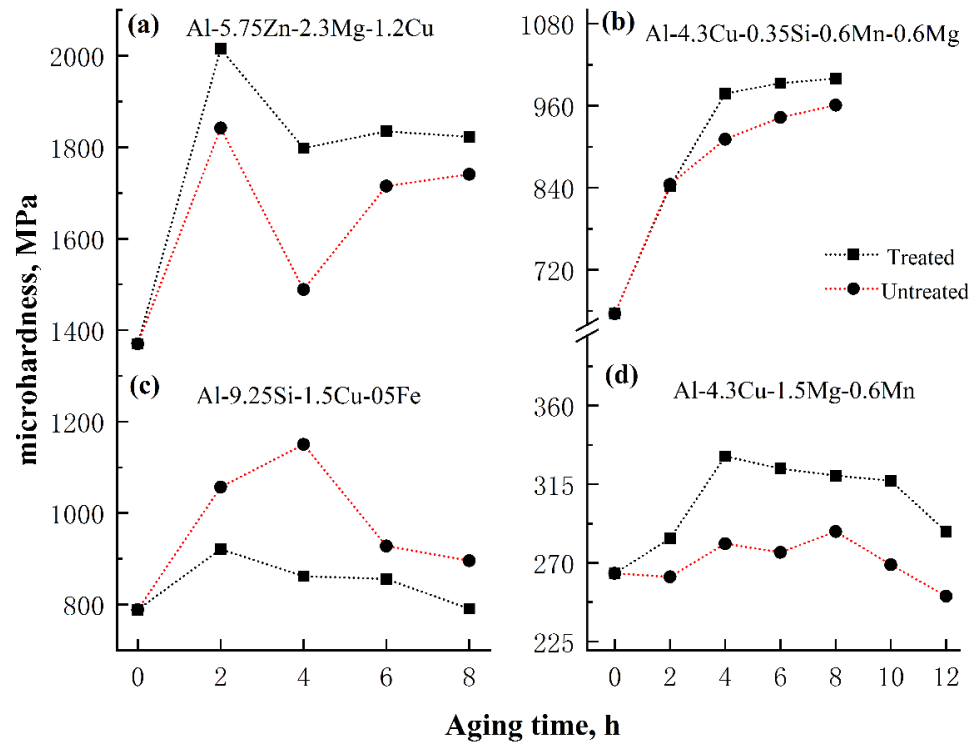 (a)
Al-5.75Zn-2.3Mg-1.2Cu
2000
1800
1600
1400
(b)
Al-4.3Cu-0.35Si-0.6Mn-0.6Mg
1080
960
840
720
Treated
Untreated
(c)
Al-9.25Si-1.5Cu-05Fe
1200
1000
800
0 2 4 6 8
(d)
Al-4.3Cu-1.5Mg-0.6Mn
360
315
270
225
0 2 4 6 8 10 12
microhardness, MPa
Aging time, h